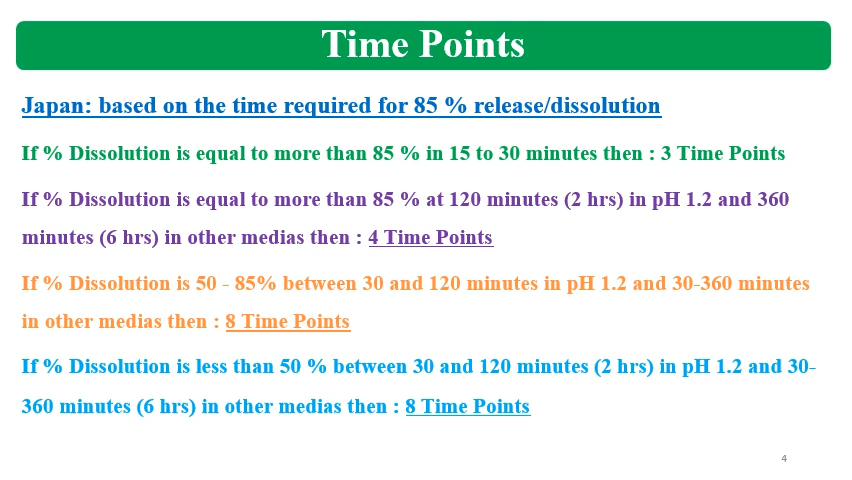 Time Points
Japan: based on the time required for 85 % release/dissolution
If % Dissolution is equal to more than 85 % in 15 to 30 minutes then : 3 Time Points
If % Dissolution is equal to more than 85 % at 120 minutes (2 hrs) in pH 1.2 and 360
minutes (6 hrs) in other medias then : 4 Time Points
If % Dissolution is 50 - 85% between 30 and 120 minutes in pH 1.2 and 30-360 minutes
in other medias then : 8 Time Points
If % Dissolution is less than 50 % between 30 and 120 minutes (2 hrs) in pH 1.2 and 30-
360 minutes (6 hrs) in other medias then : 8 Time Points
4